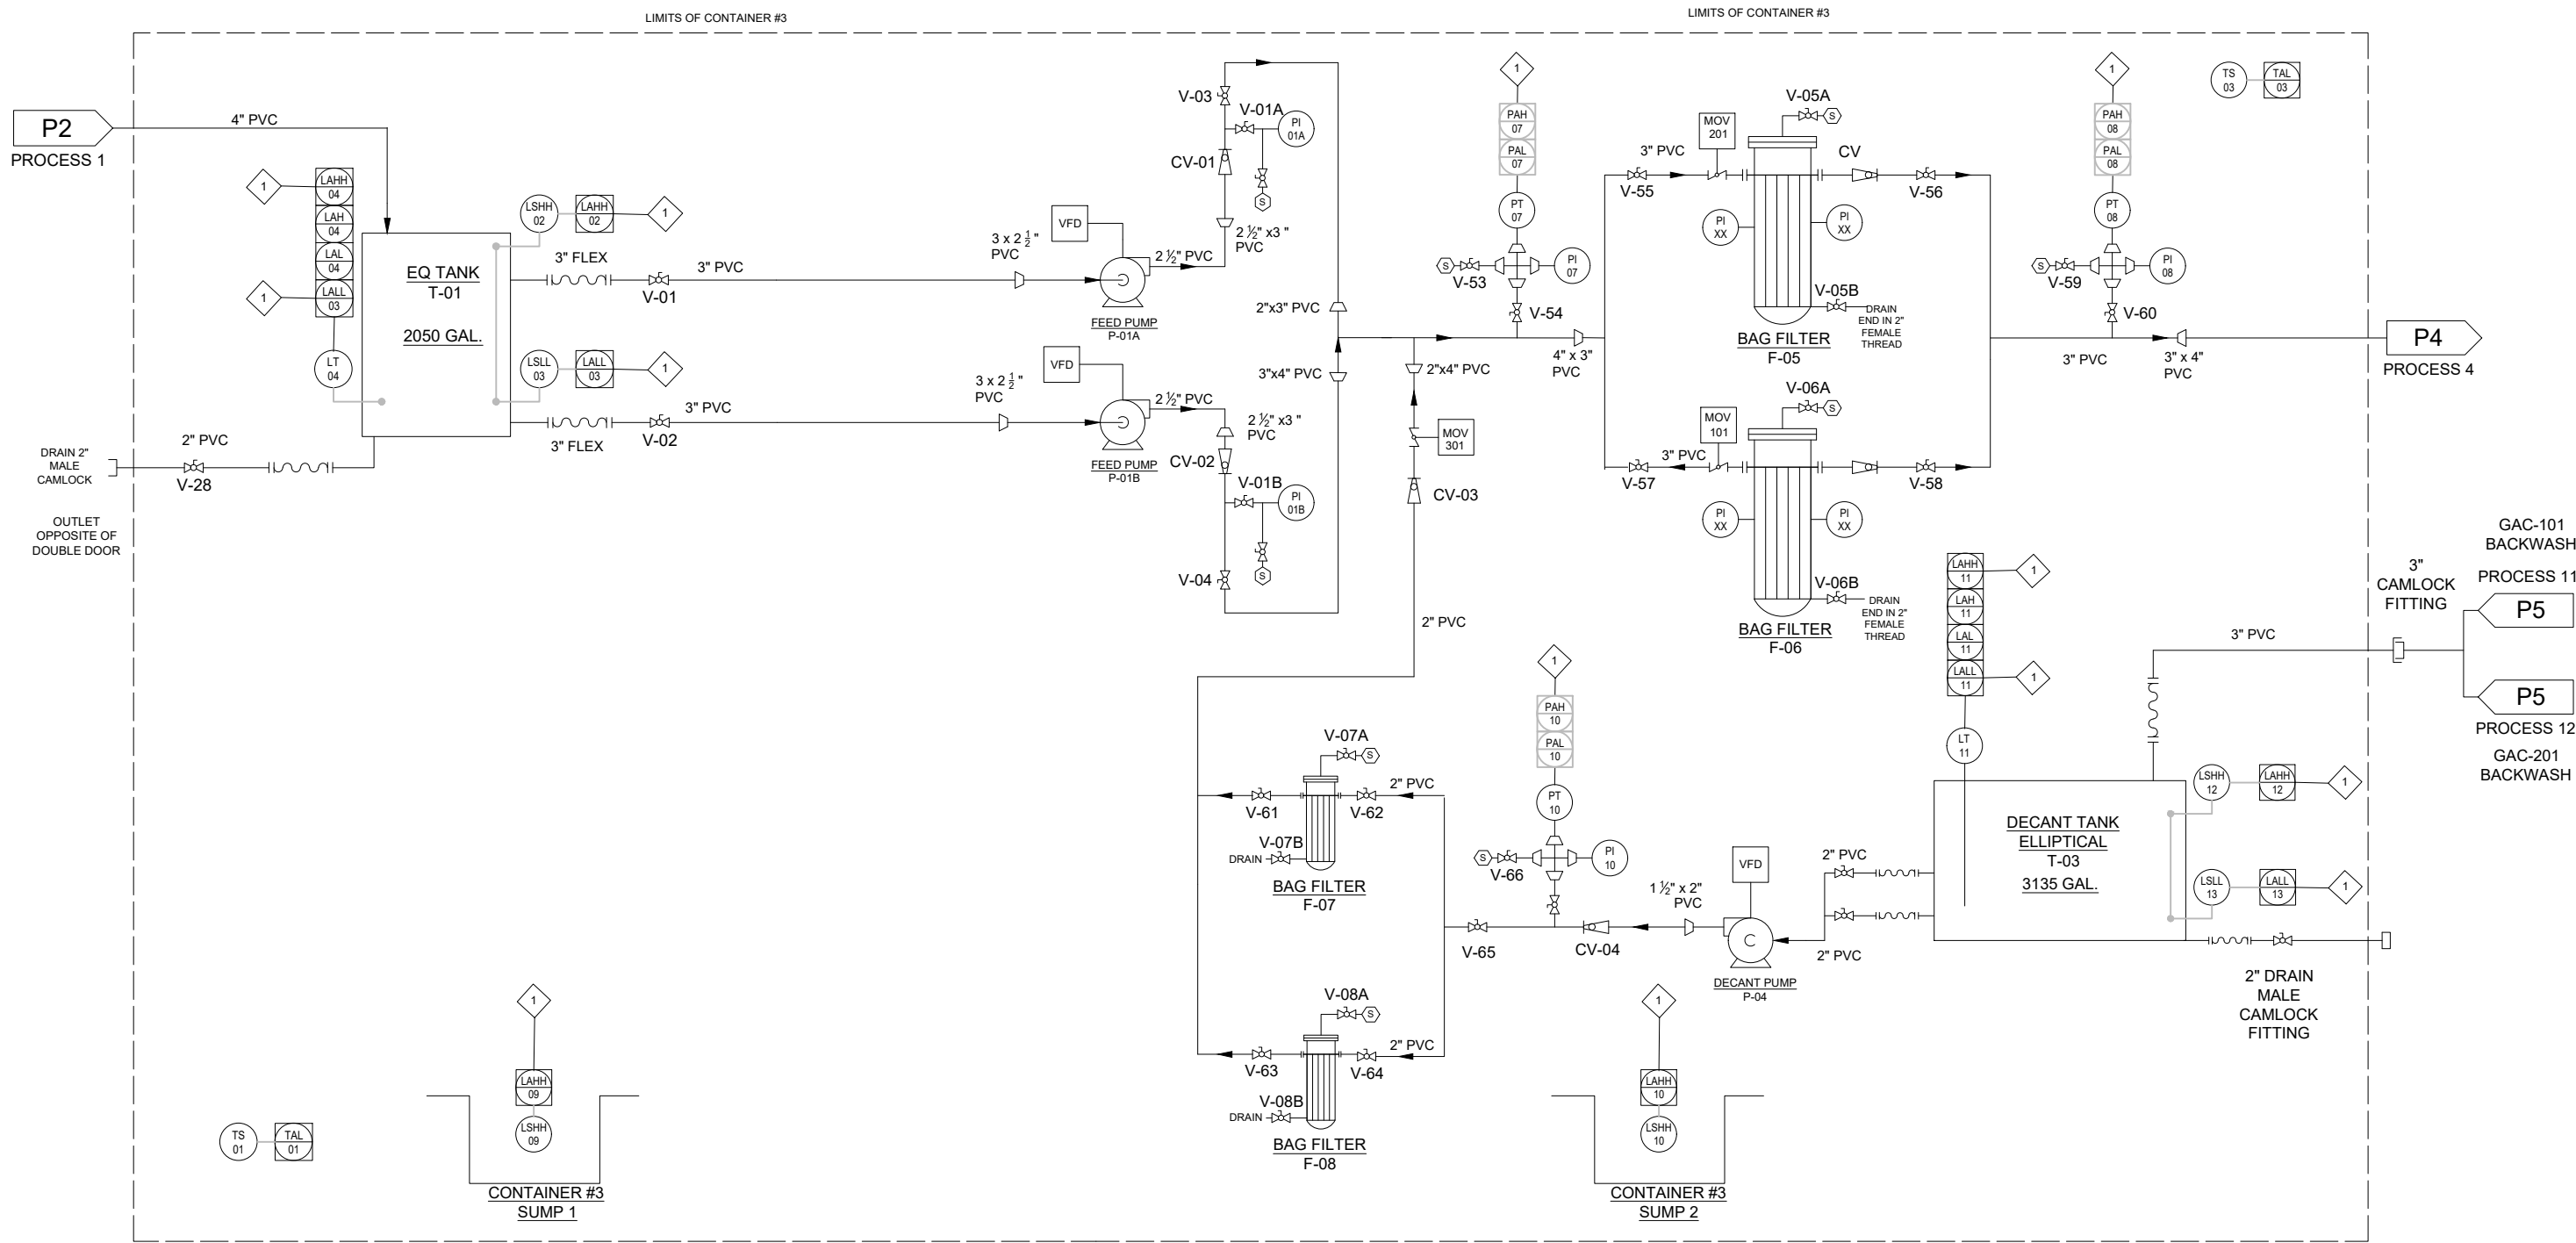 LIMITS OF CONTAINER #3
LIMITS OF CONTAINER #3
P2
PROCESS 1
4" PVC
1
LAHH
04
LAH
04
LAL
04
1
LALL
03
LT
04
EQ TANK
T-01
2050 GAL.
LSHH
02
LAHH
02
1
LSLL
03
LALL
03
1
3" FLEX
V-01
3" PVC
3 x 2 1/2"
PVC
VFD
FEED PUMP
P-01A
2 ½" PVC
3" FLEX
V-02
3" PVC
3 x 2 1/2"
PVC
VFD
FEED PUMP
P-01B
2 ½" PVC
DRAIN 2"
MALE
CAMLOCK
2" PVC
V-28
OUTLET
OPPOSITE OF
DOUBLE DOOR
V-03
V-01A
PI
01A
CV-01
S
2 ½" x3 "
PVC
2 ½" x3 "
PVC
CV-02
V-01B
PI
01B
S
V-04
2"x3" PVC
3"x4" PVC
2"x4" PVC
MOV
301
CV-03
2" PVC
1
PAH
07
PAL
07
PT
07
S
V-53
PI
07
V-54
4" x 3"
PVC
3" PVC
V-55
MOV
201
V-05A
S
CV
V-56
PI
XX
PI
XX
V-05B
DRAIN
END IN 2"
FEMALE
THREAD
BAG FILTER
F-05
V-06A
S
MOV
101
3" PVC
V-57
V-58
PI
XX
PI
XX
V-06B
DRAIN
END IN 2"
FEMALE
THREAD
BAG FILTER
F-06
1
PAH
08
PAL
08
PT
08
S
V-59
PI
08
V-60
3" PVC
3" x 4"
PVC
TS
03
TAL
03
P4
PROCESS 4
GAC-101
BACKWASH
PROCESS 11
P5
3"
CAMLOCK
FITTING
3" PVC
P5
PROCESS 12
GAC-201
BACKWASH
LAHH
11
1
LAH
11
LAL
11
LALL
11
1
LT
11
DECANT TANK
ELLIPTICAL
T-03
3135 GAL.
LSHH
12
LAHH
12
1
LSLL
13
LALL
13
1
2" DRAIN
MALE
CAMLOCK
FITTING
2" PVC
2" PVC
VFD
C
DECANT PUMP
P-04
1 ½" x 2"
PVC
CV-04
1
PAH
10
PAL
10
PT
10
S
V-66
PI
10
V-65
V-07A
S
2" PVC
V-61
V-62
V-07B
DRAIN
BAG FILTER
F-07
V-08A
S
2" PVC
V-63
V-64
V-08B
DRAIN
BAG FILTER
F-08
1
LAHH
09
LSHH
09
CONTAINER #3
SUMP 1
TS
01
TAL
01
1
LAHH
10
LSHH
10
CONTAINER #3
SUMP 2